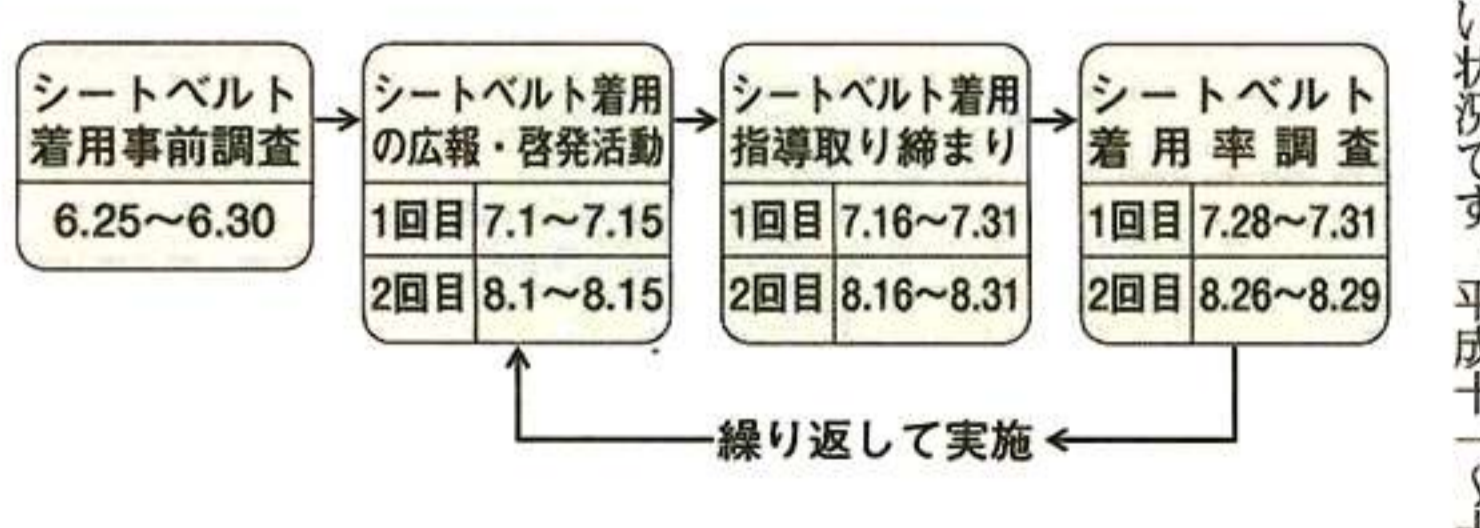 シートベルト
着用事前調査
6.25～6.30
シートベルト着用
の広報・啓発活動
1回目 7.1～7.15
2回目 8.1～8.15
シートベルト着用
指導取り締まり
1回目 7.16～7.31
2回目 8.16～8.31
シートベルト
着用率調査
1回目 7.28～7.31
2回目 8.26～8.29
繰り返して実施
い状況です。平成十一